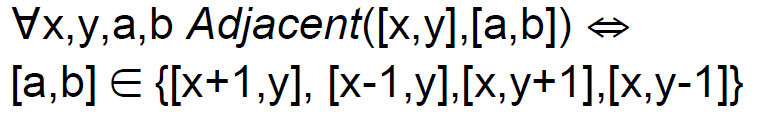 ∀x,y,a,b Adjacent([x,y],[a,b]) ⇔
[a,b] ∈ {[x+1,y], [x-1,y],[x,y+1],[x,y-1]}